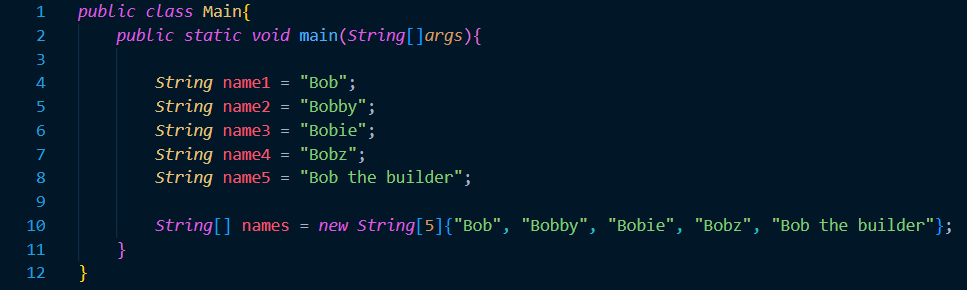 1 public class Main{
2 public static void main(String[]args){
3
4 String name1 = "Bob";
5 String name2 = "Bobby";
6 String name3 = "Bobie";
7 String name4 = "Bobz";
8 String name5 = "Bob the builder";
9
10 String[] names = new String[5]{"Bob", "Bobby", "Bobie", "Bobz", "Bob the builder"};
11 }
12 }